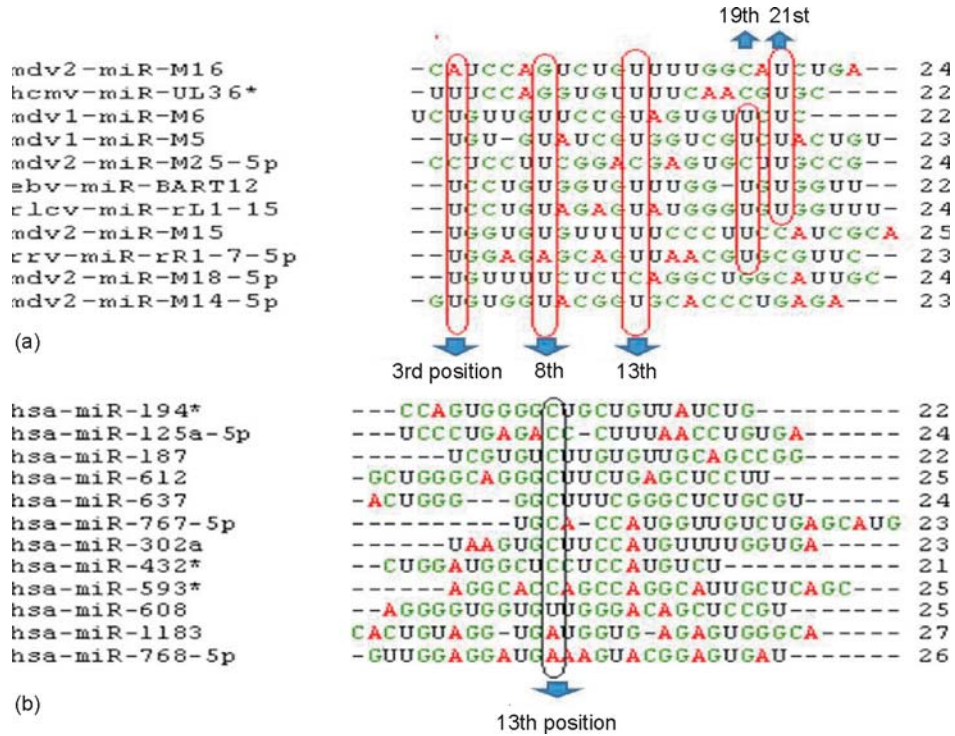 19th 21st
mdv2-miR-M16 -CAUCCAGUCUGUUUUGGCAUCUGA-- 24
hcmv-miR-UL36* -UUUCCAGGUGUUUUCAACGUGC---- 22
mdv1-miR-M6 UCUGUUGUUCCGUAGUGUUCUC----- 22
mdv1-miR-M5 --UGU-GUAUCGUGGUCGUCUACUGU- 23
mdv2-miR-M25-5p -CCUCCUUCGGACGAGUGCUUGCCG-- 24
ebv-miR-BART12 --UCCUGUGGUGUUUGG-UGUGGUU-- 22
rlcv-miR-rL1-15 --UCCUGUAGAGUAUGGGUGUGGUUU- 24
mdv2-miR-M15 --UGGUGUGUUUUUCCCUUCCAUCGCA 25
rrv-miR-rR1-7-5p --UGGAGAGCAGUUAACGUGCGUUC-- 23
mdv2-miR-M18-5p --UGUUUUCUCUCAGGCUGGCAUUGC- 24
mdv2-miR-M14-5p -GUGUGGUACGGUGCACCCUGAGA--- 23
(a)
3rd position 8th 13th
hsa-miR-194* ---CCAGUGGGGCUGCUGUUAUCUG--------- 22
hsa-miR-125a-5p ---UCCCUGAGACC-CUUUAACCUGUGA------ 24
hsa-miR-187 ------UCGUGUCUUGUGUUGCAGCCGG------ 22
hsa-miR-612 -GCUGGGCAGGGCUUCUGAGCUCCUU-------- 25
hsa-miR-637 -ACUGGG--GGCUUUCGGGCUCUGCGU------- 24
hsa-miR-767-5p ----------UGCA-CCAUGGUUGUCUGAGCAUG 23
hsa-miR-302a ------UAAGUGCUUCCAUGUUUUGGUGA----- 23
hsa-miR-432* --CUGGAUGGCUCCUCCAUGUCU----------- 21
hsa-miR-593* ------AGGCACCAGCCAGGCAUUGCUCAGC--- 25
hsa-miR-608 --AGGGGUGGUGUUGGGACAGCUCCGU------- 25
hsa-miR-1183 CACUGUAGG-UGAUGGUG-AGAGUGGGCA----- 27
hsa-miR-768-5p -GUUGGAGGAUGAAAGUACGGAGUGAU------- 26
(b)
13th position